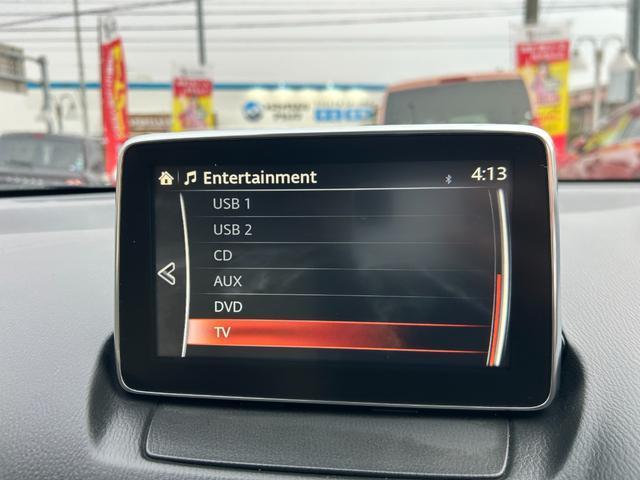 Entertainment
4:13
USB 1
USB 2
CD
AUX
DVD
TV